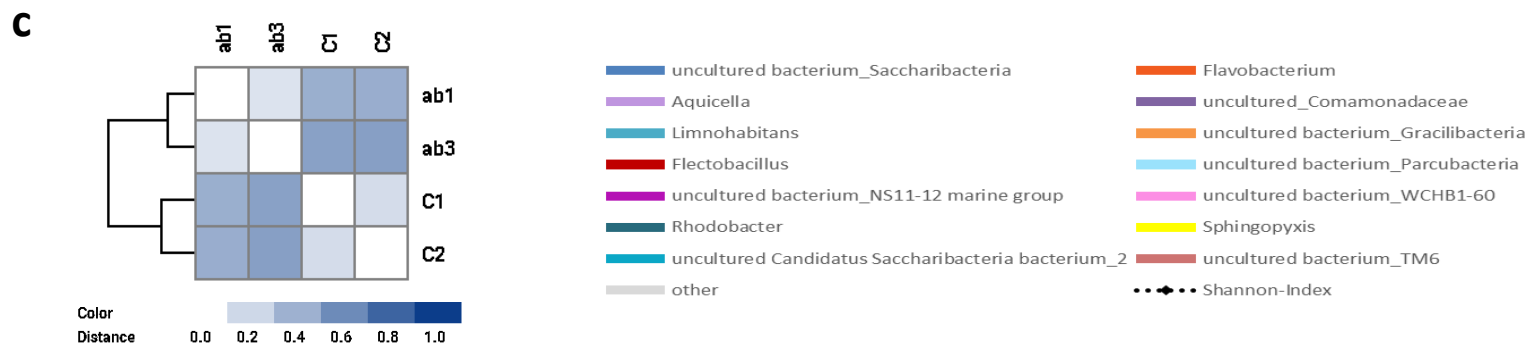 c
ab1 ab3 C1 C2
ab1
ab3
C1
C2
Color
Distance 0.0 0.2 0.4 0.6 0.8 1.0
uncultured bacterium_Saccharibacteria
Aquicella
Limnohabitans
Flectobacillus
uncultured bacterium_NS11-12 marine group
Rhodobacter
uncultured Candidatus Saccharibacteria bacterium_2
other
Flavobacterium
uncultured_Comamonadaceae
uncultured bacterium_Gracilibacteria
uncultured bacterium_Parcubacteria
uncultured bacterium_WCHB1-60
Sphingopyxis
uncultured bacterium_TM6
Shannon-Index